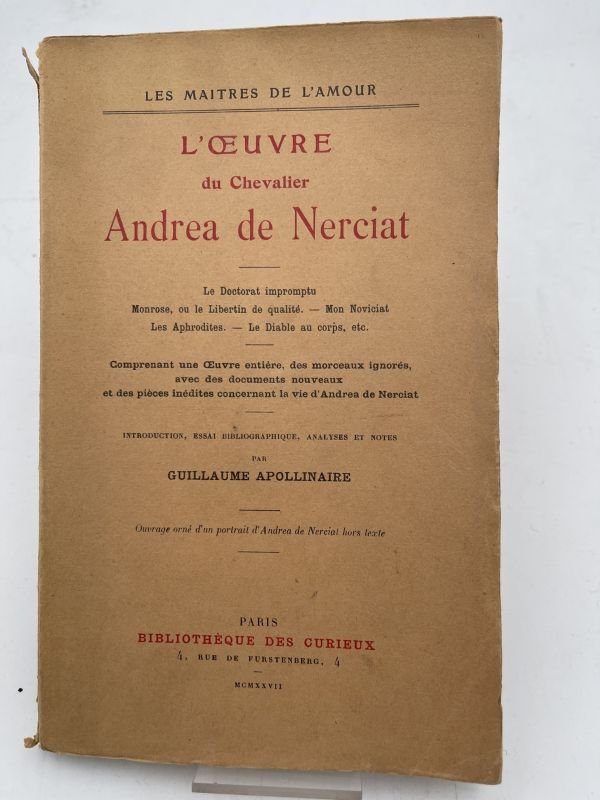 LES MAITRES DE L'AMOUR
L'ŒUVRE
du Chevalier
Andrea de Nerciat
Le Doctorat impromptu
Monrose, ou le Libertin de qualité. — Mon Noviciat
Les Aphrodites. — Le Diable au corps, etc.
Comprenant une Œuvre entière, des morceaux ignorés,
avec des documents nouveaux
et des pièces inédites concernant la vie d'Andrea de Nerciat
INTRODUCTION, ESSAI BIBLIOGRAPHIQUE, ANALYSES ET NOTES
PAR
GUILLAUME APOLLINAIRE
Ouvrage orné d'un portrait d'Andrea de Nerciat hors texte
PARIS
BIBLIOTHÈQUE DES CURIEUX
4, RUE DE FURSTENBERG, 4
MCMXXVII